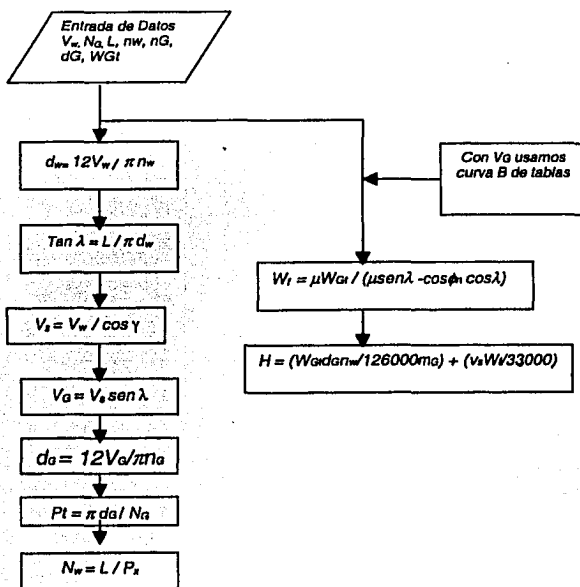 Entrada de Datos
Vw, NG, L, nw, nG,
dG, WGt
dw= 12Vw / π nw
Tan λ = L / π dw
Vs = Vw / cos γ
VG = Vs sen λ
dG = 12VG/πnG
Pt = π dG / NG
Nw = L / Px
Con VG usamos
curva B de tablas
Wf = μWGt / (μsenλ -cosϕn cosλ)
H = (WGtdGnw/126000mG) + (vsWf/33000)